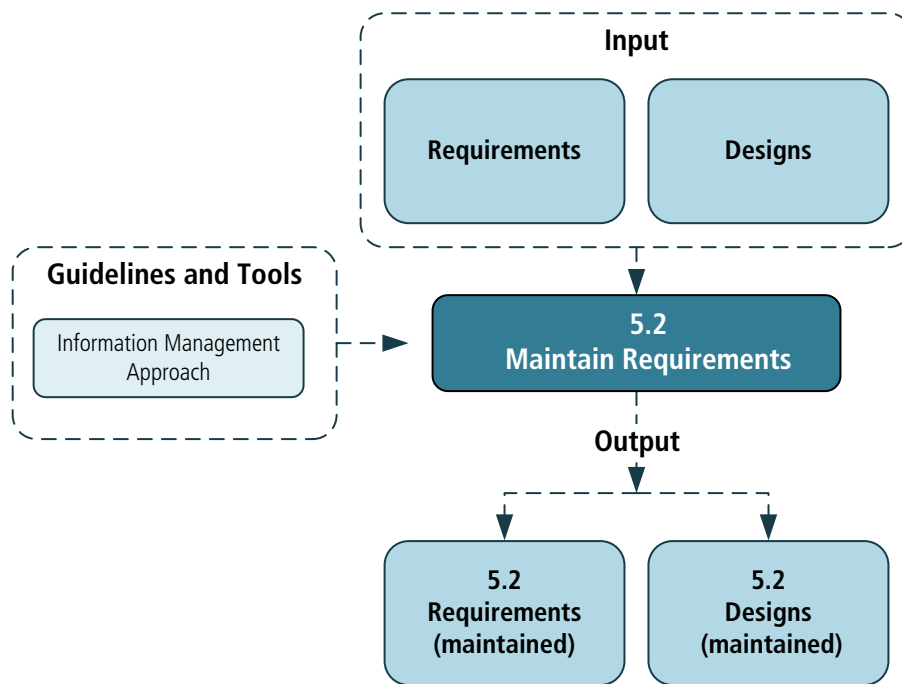 Input
Requirements
Designs
Guidelines and Tools
Information Management
Approach
5.2
Maintain Requirements
Output
5.2
Requirements
(maintained)
5.2
Designs
(maintained)